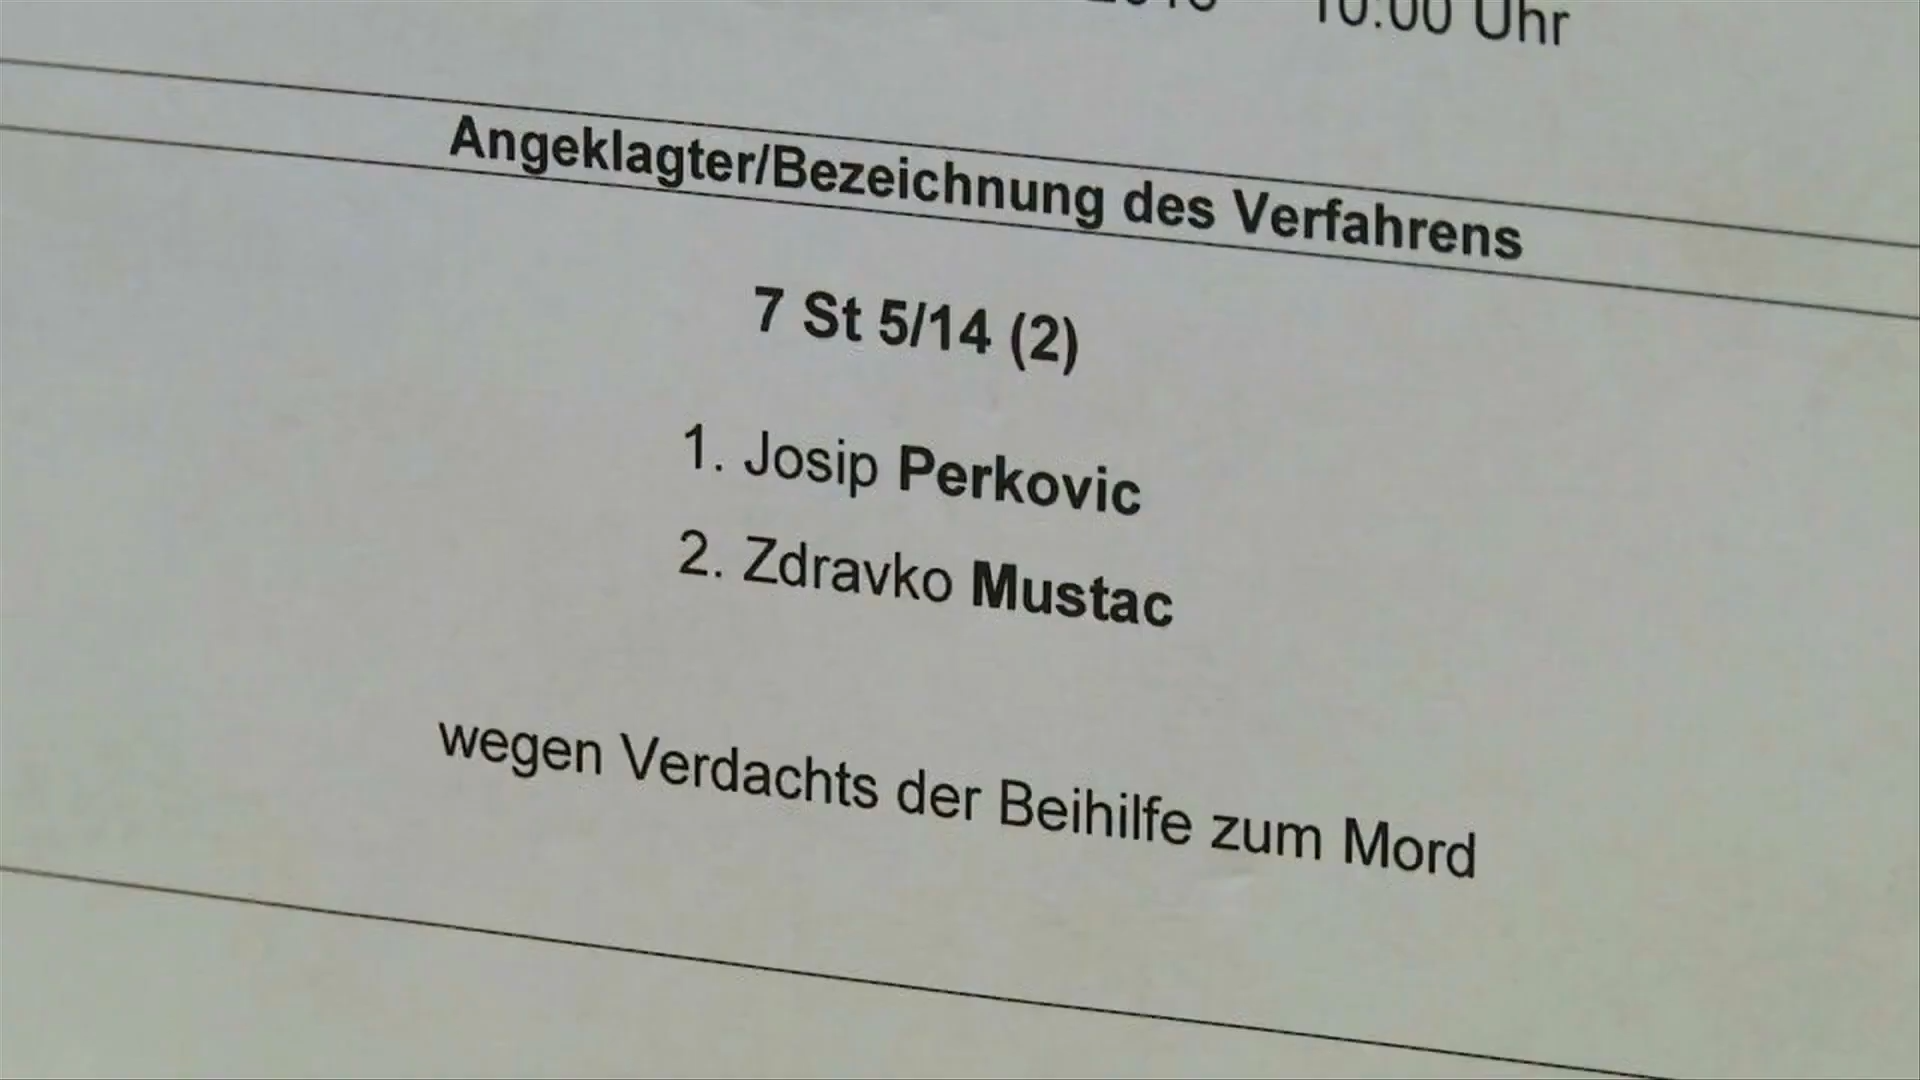 10:00 Uhr
Angeklagter/Bezeichnung des Verfahrens
7 St 5/14 (2)
1. Josip Perkovic
2. Zdravko Mustac
wegen Verdachts der Beihilfe zum Mord